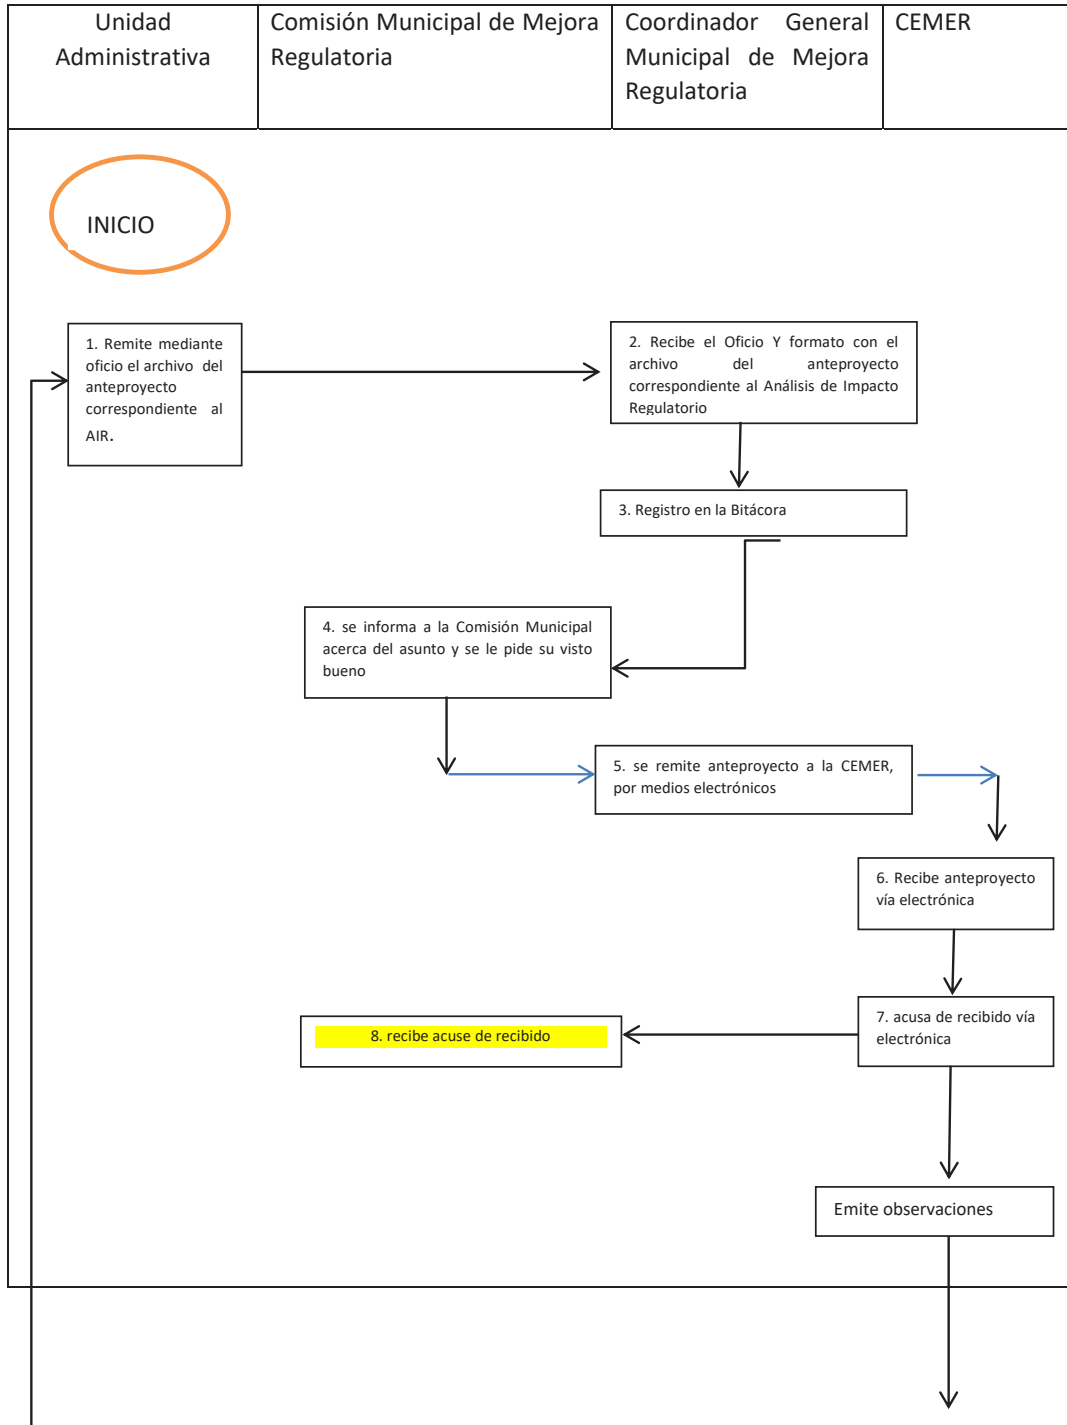 Unidad
Administrativa
Comisión Municipal de Mejora
Regulatoria
Coordinador General
Municipal de Mejora
Regulatoria
CEMER
INICIO
1. Remite mediante
oficio el archivo del
anteproyecto
correspondiente al
AIR.
2. Recibe el Oficio Y formato con el
archivo del anteproyecto
correspondiente al Análisis de Impacto
Regulatorio
3. Registro en la Bitácora
4. se informa a la Comisión Municipal
acerca del asunto y se le pide su visto
bueno
5. se remite anteproyecto a la CEMER,
por medios electrónicos
6. Recibe anteproyecto
vía electrónica
7. acusa de recibido vía
electrónica
8. recibe acuse de recibido
Emite observaciones